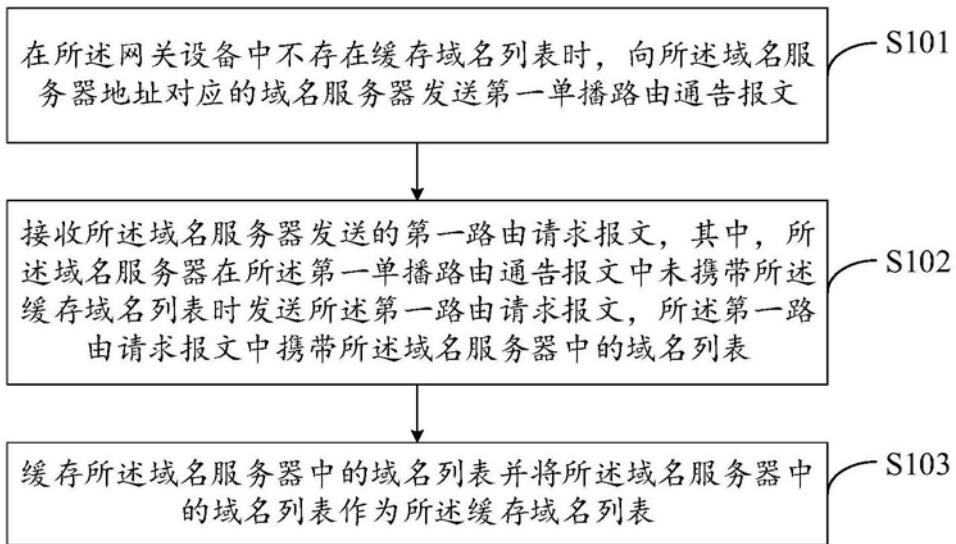 在所述网关设备中不存在缓存域名列表时，向所述域名服
务器地址对应的域名服务器发送第一单播路由通告报文
S101
接收所述域名服务器发送的第一路由请求报文，其中，所
述域名服务器在所述第一单播路由通告报文中未携带所述
缓存域名列表时发送所述第一路由请求报文，所述第一路
由请求报文中携带所述域名服务器中的域名列表
S102
缓存所述域名服务器中的域名列表并将所述域名服务器中
的域名列表作为所述缓存域名列表
S103